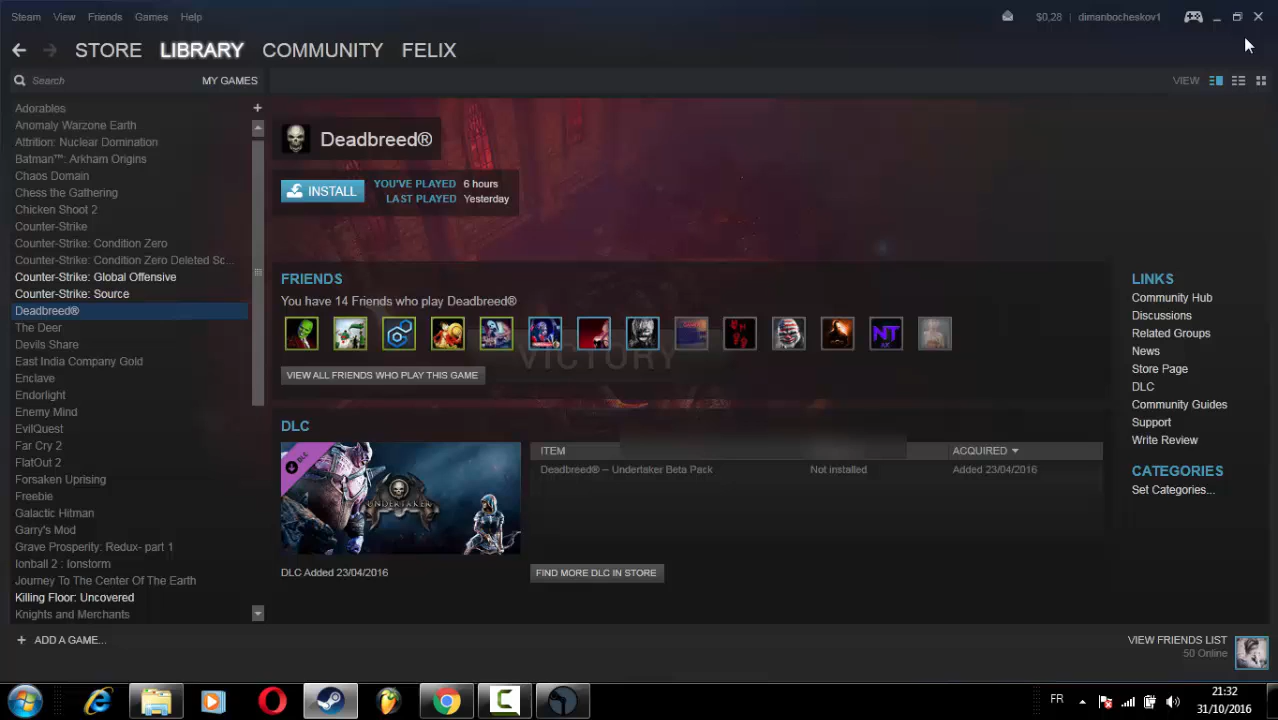 Steam View Friends Games Help
$0,28 dimanbocheskov1
STORE LIBRARY COMMUNITY FELIX
Search MY GAMES
VIEW
Adorables
Anomaly Warzone Earth
Attrition: Nuclear Domination
Batman™: Arkham Origins
Chaos Domain
Chess the Gathering
Chicken Shoot 2
Counter-Strike
Counter-Strike: Condition Zero
Counter-Strike: Condition Zero Deleted Sc...
Counter-Strike: Global Offensive
Counter-Strike: Source
Deadbreed®
The Deer
Devils Share
East India Company Gold
Enclave
Endorlight
Enemy Mind
EvilQuest
Far Cry 2
FlatOut 2
Forsaken Uprising
Freebie
Galactic Hitman
Garry's Mod
Grave Prosperity: Redux- part 1
Ionball 2 : Ionstorm
Journey To The Center Of The Earth
Killing Floor: Uncovered
Knights and Merchants
+ ADD A GAME...
Deadbreed®
INSTALL
YOU'VE PLAYED 6 hours
LAST PLAYED Yesterday
FRIENDS
You have 14 Friends who play Deadbreed®
NT
VICTORY
VIEW ALL FRIENDS WHO PLAY THIS GAME
DLC
DLC
UNDERTAKER
DLC Added 23/04/2016
ITEM ACQUIRED
Deadbreed® – Undertaker Beta Pack Not installed Added 23/04/2016
FIND MORE DLC IN STORE
LINKS
Community Hub
Discussions
Related Groups
News
Store Page
DLC
Community Guides
Support
Write Review
CATEGORIES
Set Categories...
VIEW FRIENDS LIST
50 Online
FR
21:32
31/10/2016